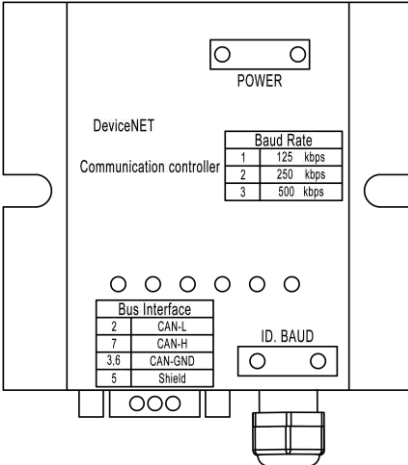 POWER
DeviceNET
Communication controller
Baud Rate
1 125 kbps
2 250 kbps
3 500 kbps
Bus Interface
2 CAN-L
7 CAN-H
3,6 CAN-GND
5 Shield
ID. BAUD